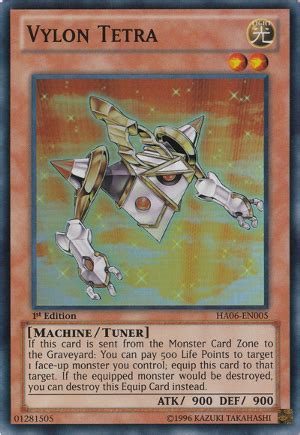 VYLON TETRA
LIGHT
光
1st Edition
HA06-EN005
[MACHINE/TUNER]
If this card is sent from the Monster Card Zone to
the Graveyard: You can pay 500 Life Points to target
1 face-up monster you control; equip this card to that
target. If the equipped monster would be destroyed,
you can destroy this Equip Card instead.
ATK/ 900 DEF/ 900
01281505
©1996 KAZUKI TAKAHASHI